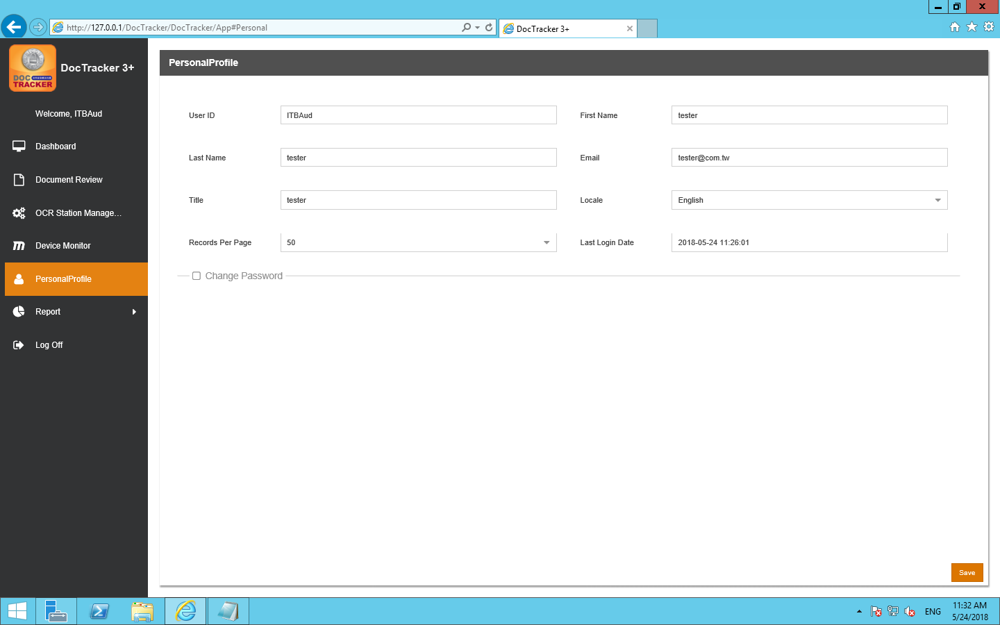 http://127.0.0.1/DocTracker/DocTracker/App#Personal
DocTracker 3+
DOC
TRACKER
DocTracker 3+
Welcome, ITBAud
Dashboard
Document Review
OCR Station Manage...
Device Monitor
PersonalProfile
Report
Log Off
PersonalProfile
User ID ITBAud First Name tester
Last Name tester Email tester@com.tw
Title tester Locale English
Records Per Page 50 Last Login Date 2018-05-24 11:26:01
Change Password
Save
ENG
11:32 AM
5/24/2018